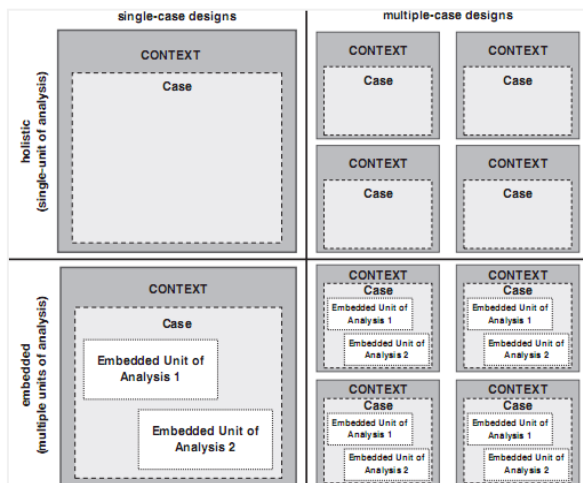 single-case designs
multiple-case designs
holistic
(single-unit of analysis)
CONTEXT
Case
CONTEXT
Case
CONTEXT
Case
CONTEXT
Case
CONTEXT
Case
embedded
(multiple units of analysis)
CONTEXT
Case
Embedded Unit of
Analysis 1
Embedded Unit of
Analysis 2
CONTEXT
Case
Embedded Unit of
Analysis 1
Embedded Unit of
Analysis 2
CONTEXT
Case
Embedded Unit of
Analysis 1
Embedded Unit of
Analysis 2
CONTEXT
Case
Embedded Unit of
Analysis 1
Embedded Unit of
Analysis 2
CONTEXT
Case
Embedded Unit of
Analysis 1
Embedded Unit of
Analysis 2